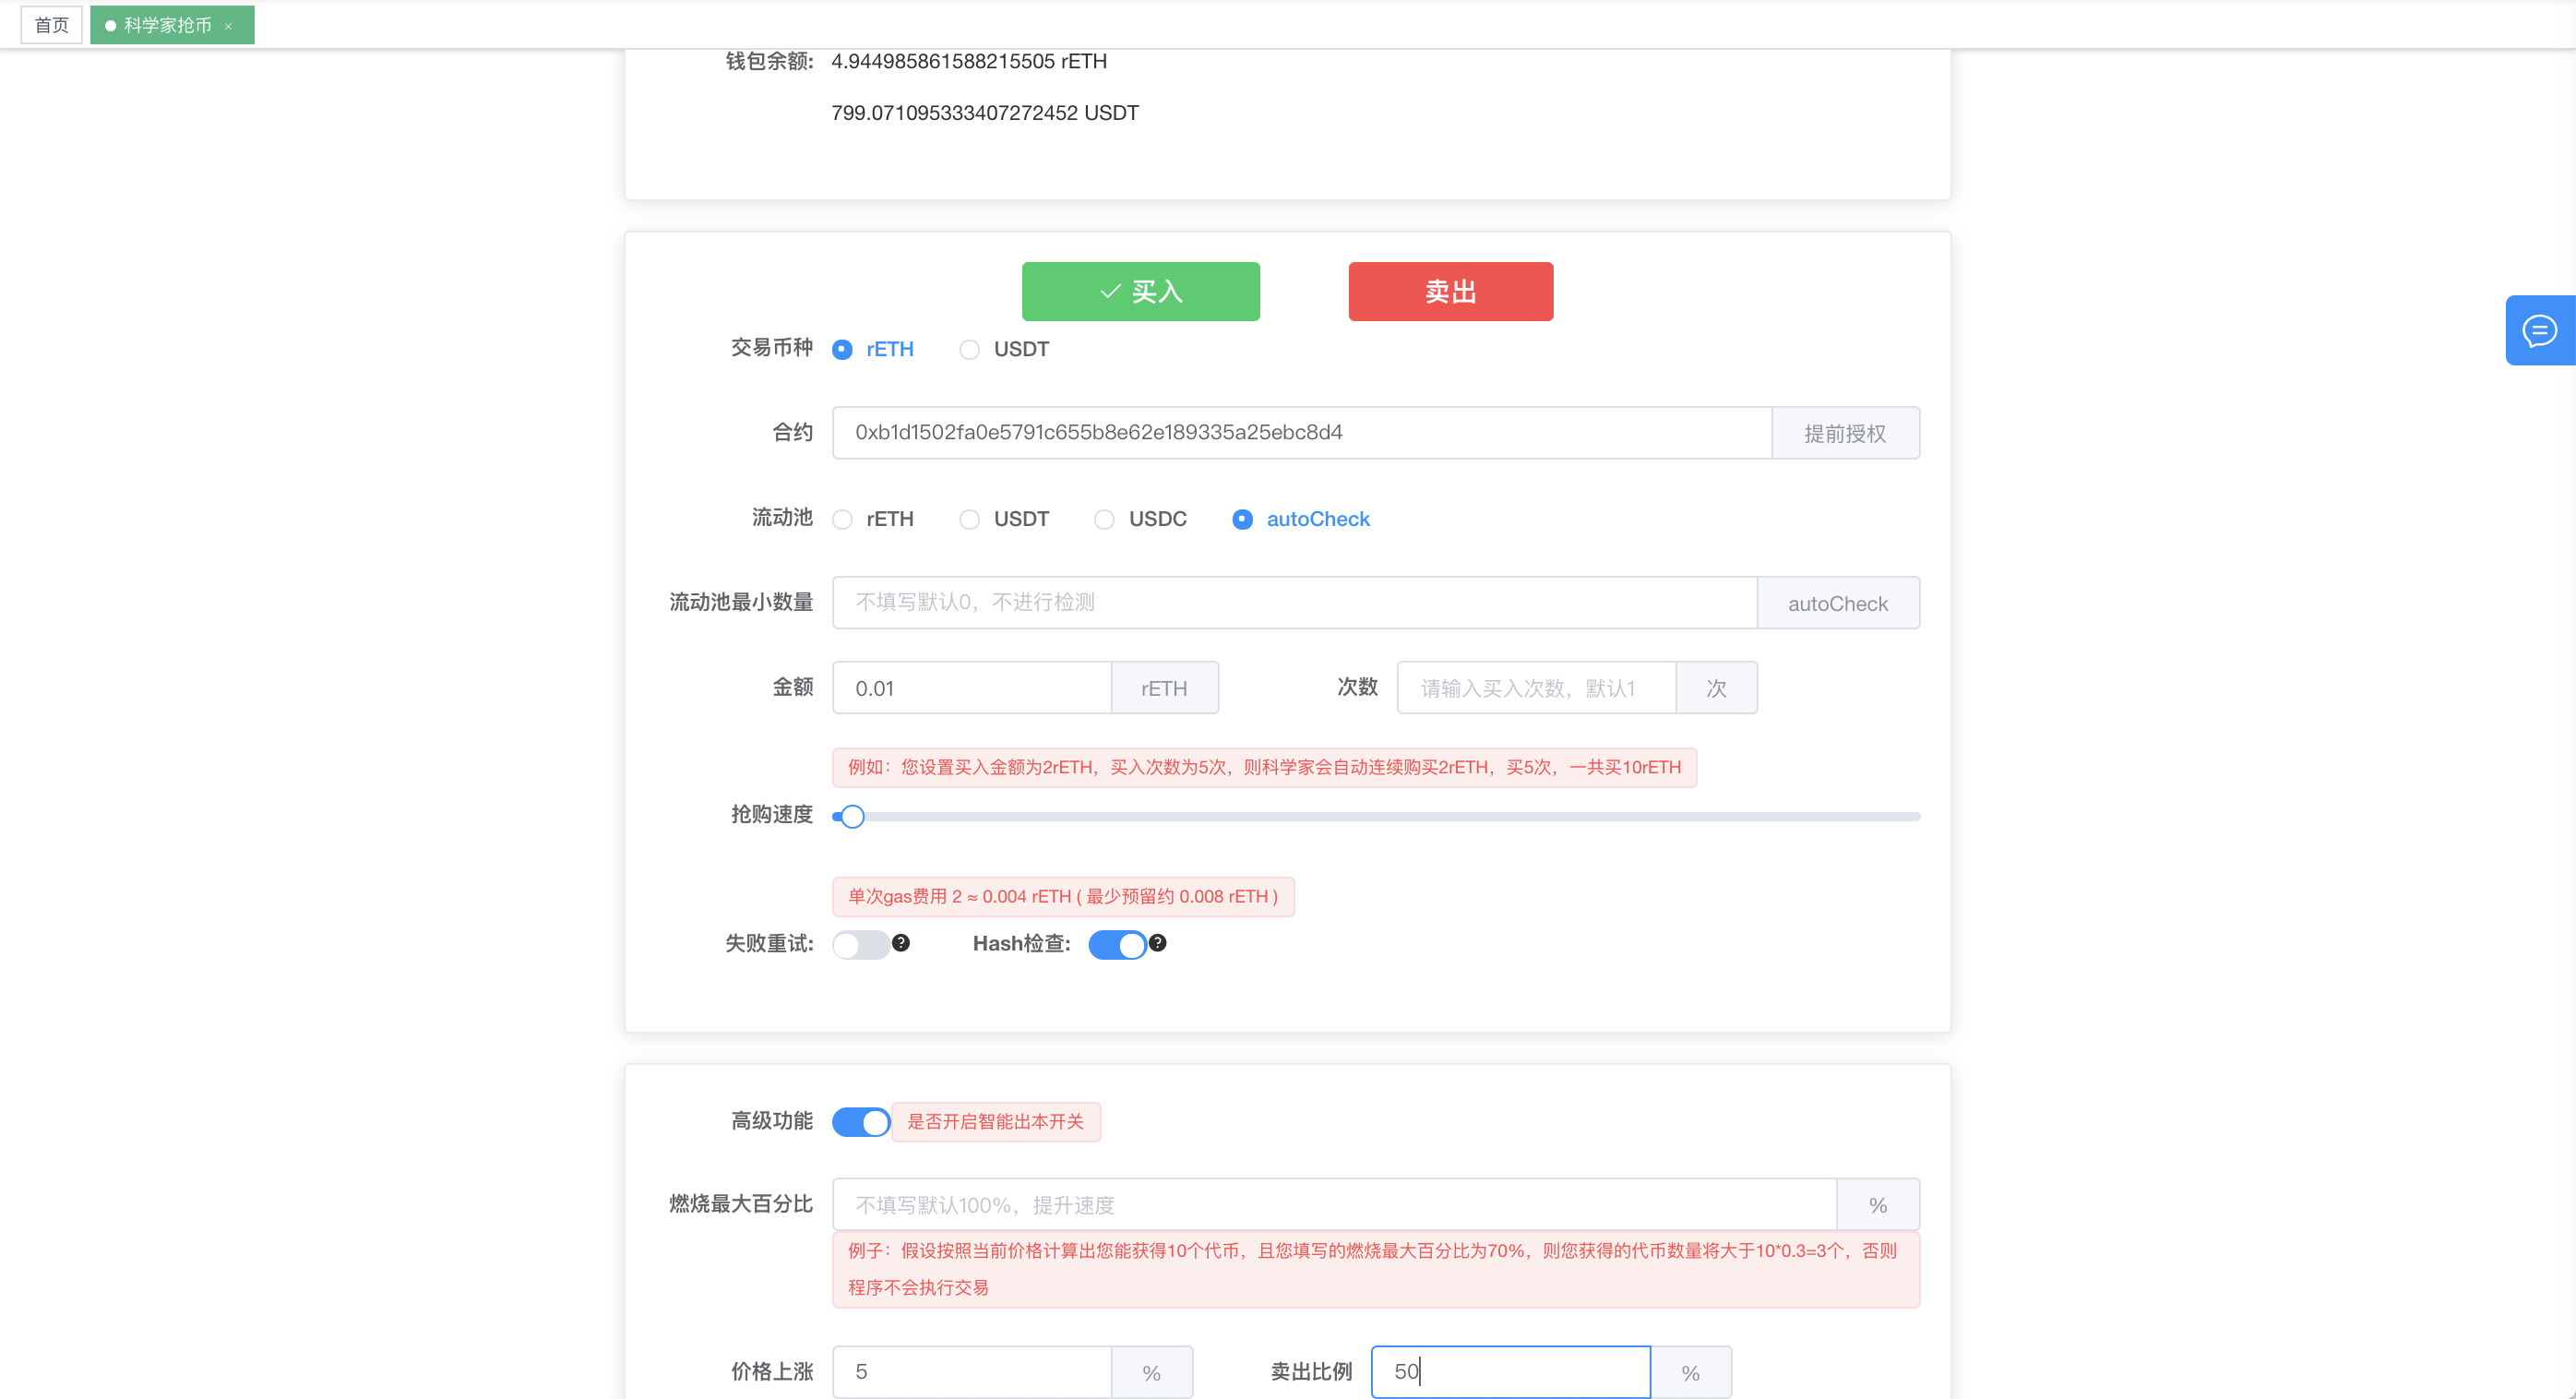 首页
科学家抢币 ×
钱包余额: 4.944985861588215505 rETH
799.071095333407272452 USDT
买入 卖出
交易币种 rETH USDT
合约 0xb1d1502fa0e5791c655b8e62e189335a25ebc8d4 提前授权
流动池 rETH USDT USDC autoCheck
流动池最小数量 不填写默认0，不进行检测 autoCheck
金额 0.01 rETH 次数 请输入买入次数，默认1 次
例如：您设置买入金额为2rETH，买入次数为5次，则科学家会自动连续购买2rETH，买5次，一共买10rETH
抢购速度
单次gas费用 2 ≈ 0.004 rETH ( 最少预留约 0.008 rETH )
失败重试: ? Hash检查: ?
高级功能 是否开启智能出本开关
燃烧最大百分比 不填写默认100%，提升速度 %
例子：假设按照当前价格计算出您能获得10个代币，且您填写的燃烧最大百分比为70%，则您获得的代币数量将大于10*0.3=3个，否则
程序不会执行交易
价格上涨 5 % 卖出比例 50 %